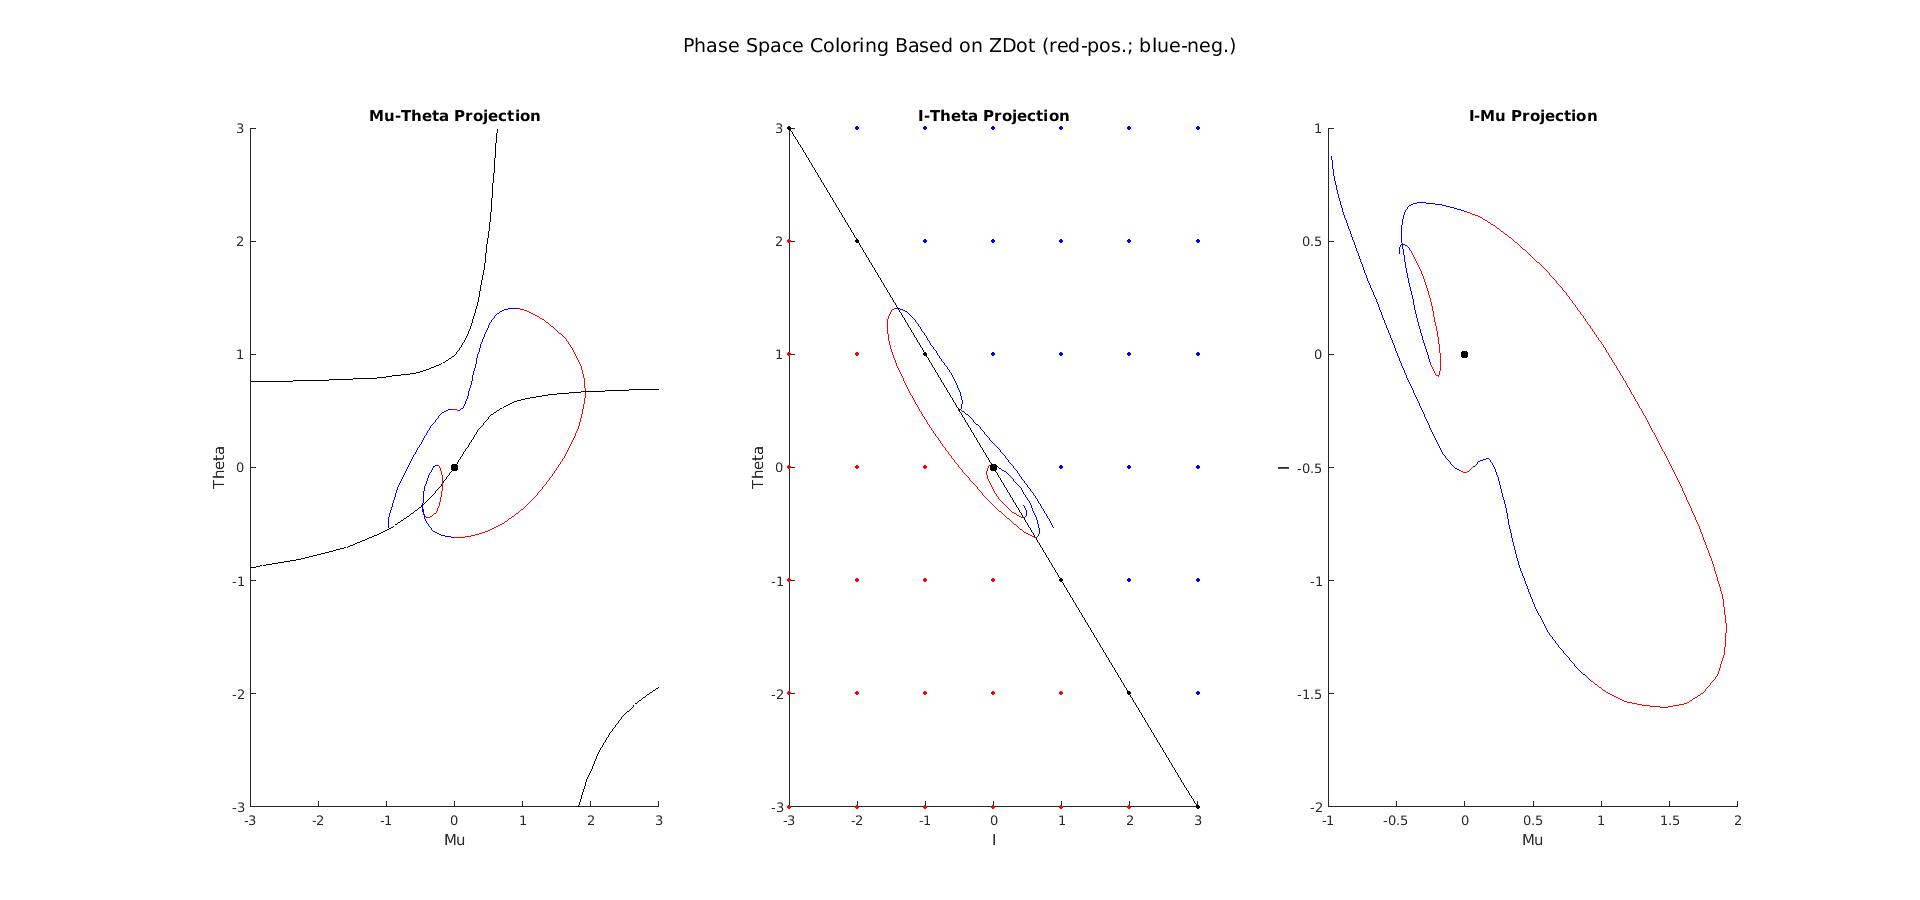 Phase Space Coloring Based on ZDot (red-pos.; blue-neg.)
Mu-Theta Projection
3
2
1
0
-1
-2
-3
Theta
-3 -2 -1 0 1 2 3
Mu
I-Theta Projection
3
2
1
0
-1
-2
-3
Theta
-3 -2 -1 0 1 2 3
I
I-Mu Projection
1
0.5
0
-0.5
-1
-1.5
-2
I
-1 -0.5 0 0.5 1 1.5 2
Mu